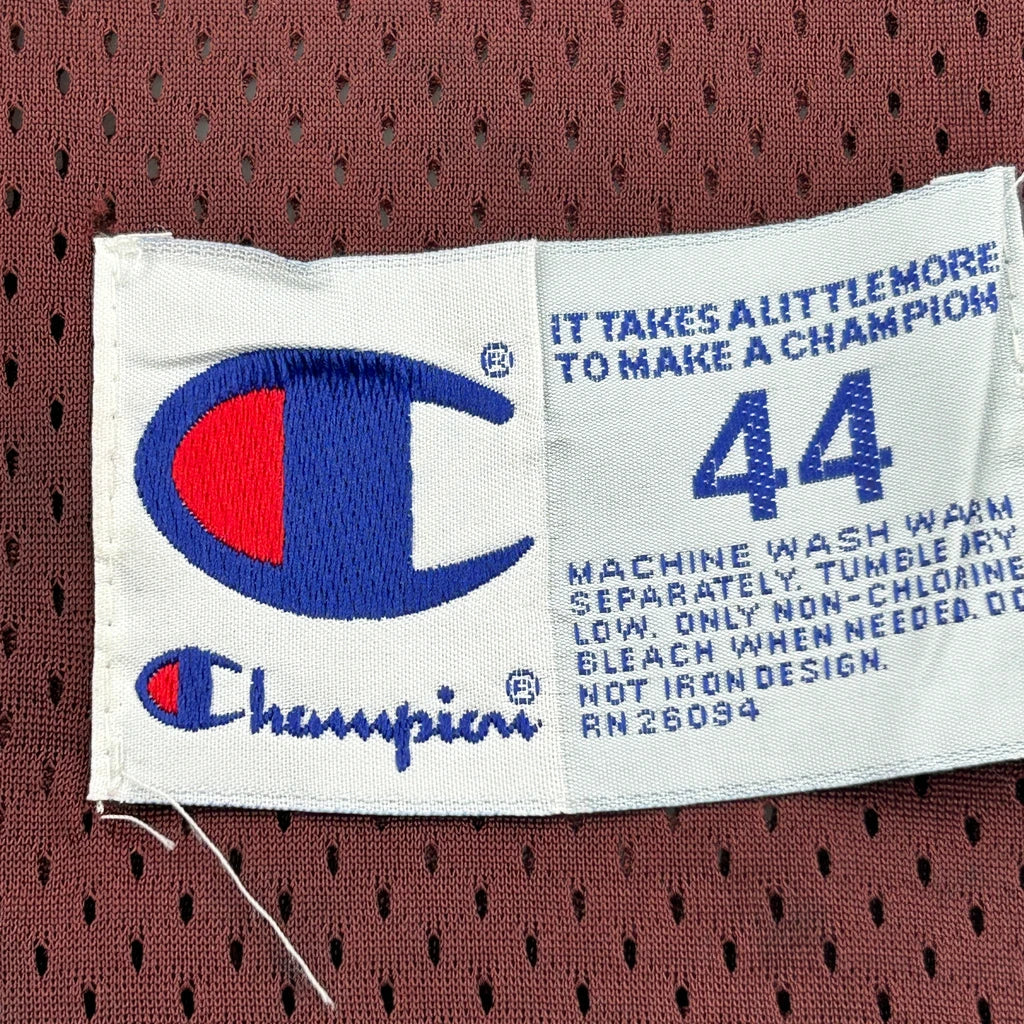 ®
Champion®
IT TAKES A LITTLE MORE
TO MAKE A CHAMPION
44
MACHINE WASH WARM
SEPARATELY. TUMBLE DRY
LOW. ONLY NON-CHLORINE
BLEACH WHEN NEEDED. DO
NOT IRON DESIGN.
RN 26094